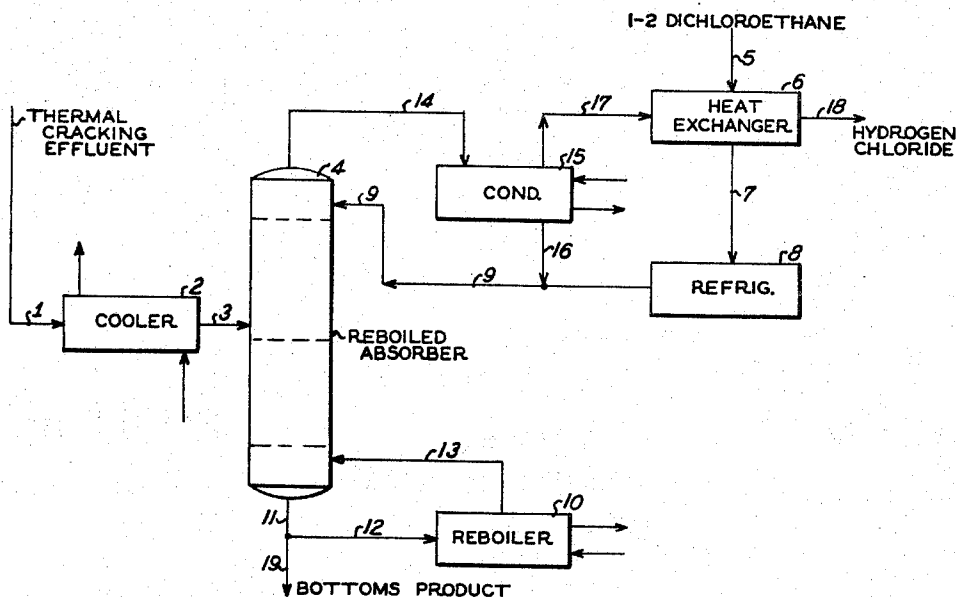 1-2 DICHLOROETHANE
5
6
14
17
HEAT
EXCHANGER
18
HYDROGEN
CHLORIDE
THERMAL
CRACKING
EFFLUENT
4
15
COND.
9
7
16
8
REFRIG.
9
1
2
COOLER
3
REBOILED
ABSORBER
13
10
11
12
REBOILER
19
BOTTOMS PRODUCT